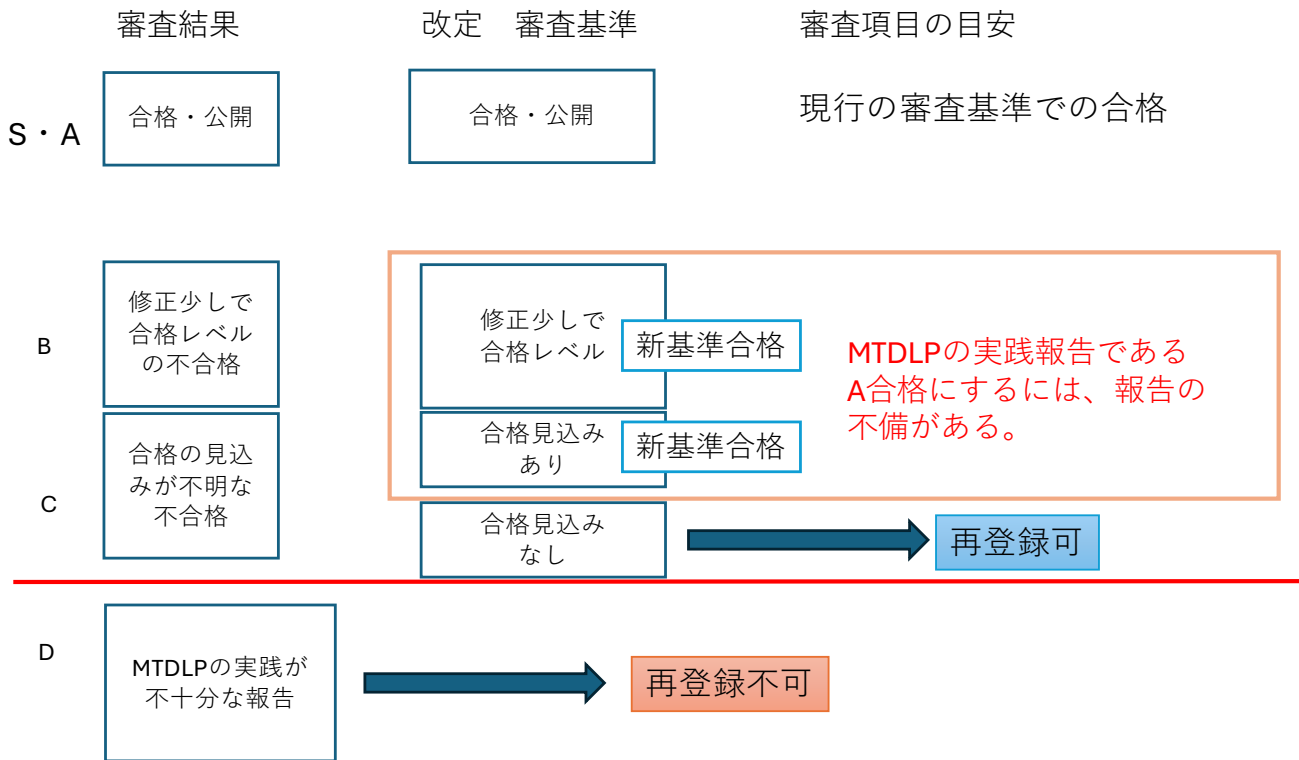 審査結果
改定　審査基準
審査項目の目安
S・A
合格・公開
合格・公開
現行の審査基準での合格
B
修正少しで
合格レベル
の不合格
修正少しで
合格レベル
新基準合格
MTDLPの実践報告である
A合格にするには、報告の
不備がある。
C
合格の見込
みが不明な
不合格
合格見込み
あり
新基準合格
合格見込み
なし
再登録可
D
MTDLPの実践が
不十分な報告
再登録不可